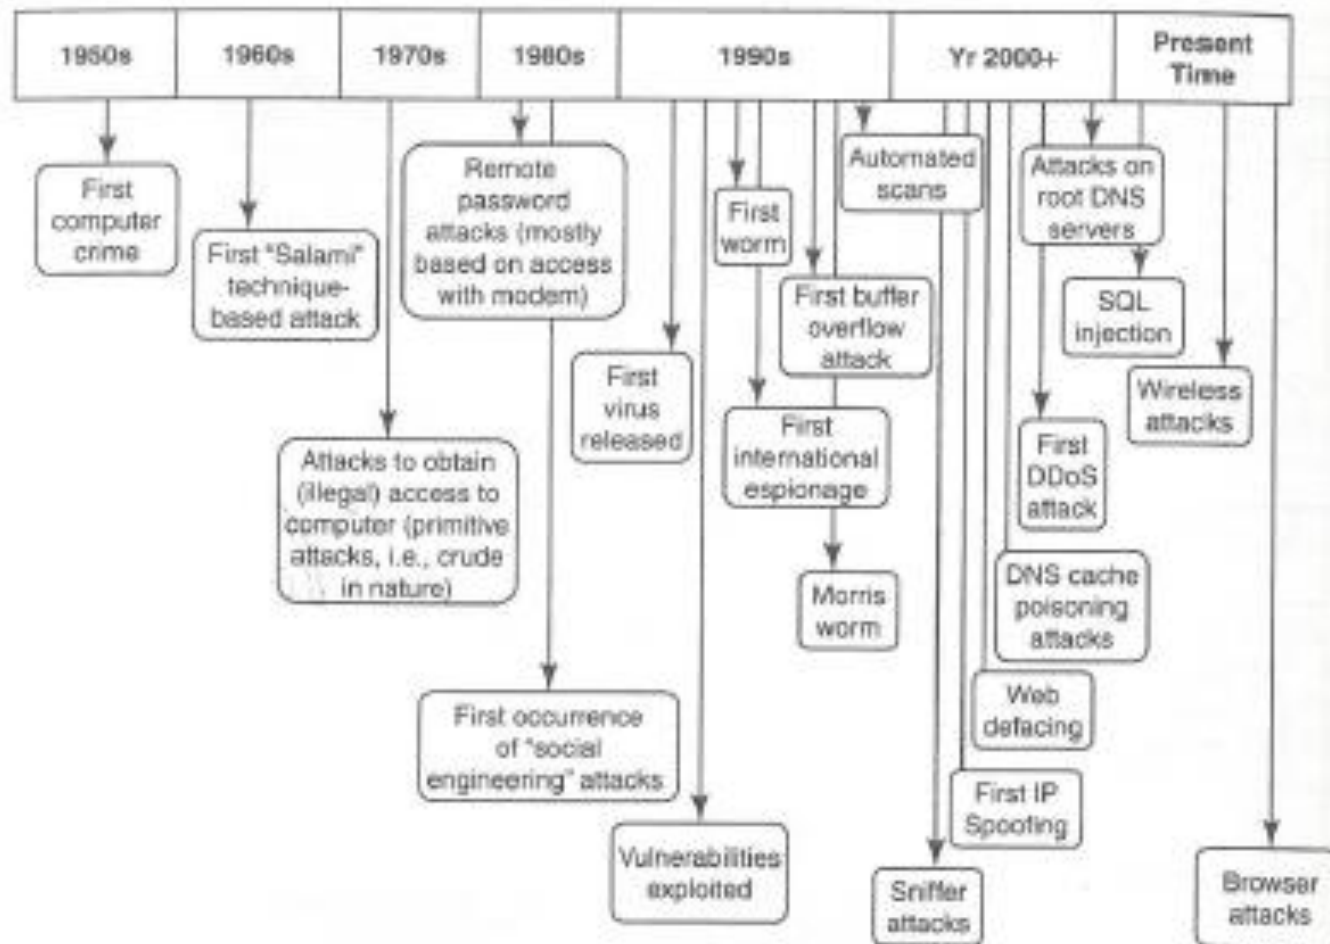 1950s
1960s
1970s
1980s
1990s
Yr 2000+
Present
Time
First
computer
crime
First "Salami"
technique-
based attack
Attacks to obtain
(illegal) access to
computer (primitive
attacks, i.e., crude
in nature)
Remote
password
attacks (mostly
based on access
with modem)
First occurrence
of "social
engineering" attacks
First
virus
released
Vulnerabilities
exploited
First
worm
First
international
espionage
First buffer
overflow
attack
Morris
worm
Automated
scans
Sniffer
attacks
First IP
Spoofing
Web
defacing
DNS cache
poisoning
attacks
First
DDoS
attack
Attacks on
root DNS
servers
SQL
injection
Wireless
attacks
Browser
attacks